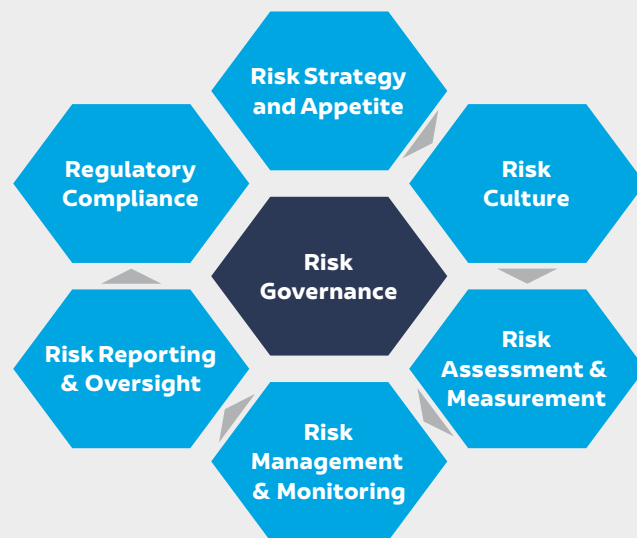 Risk Strategy
and Appetite
Risk
Culture
Risk
Assessment &
Measurement
Risk
Management
& Monitoring
Risk Reporting
& Oversight
Regulatory
Compliance
Risk
Governance